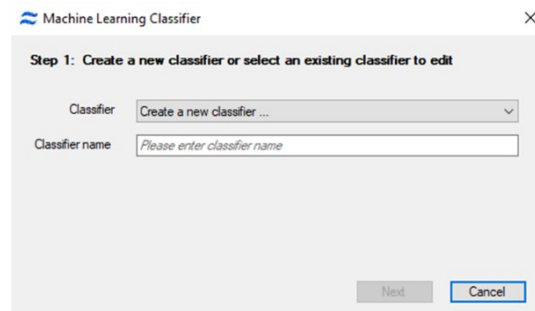 Machine Learning Classifier
Step 1: Create a new classifier or select an existing classifier to edit
Classifier
Create a new classifier ...
Classifier name
Please enter classifier name
Next
Cancel